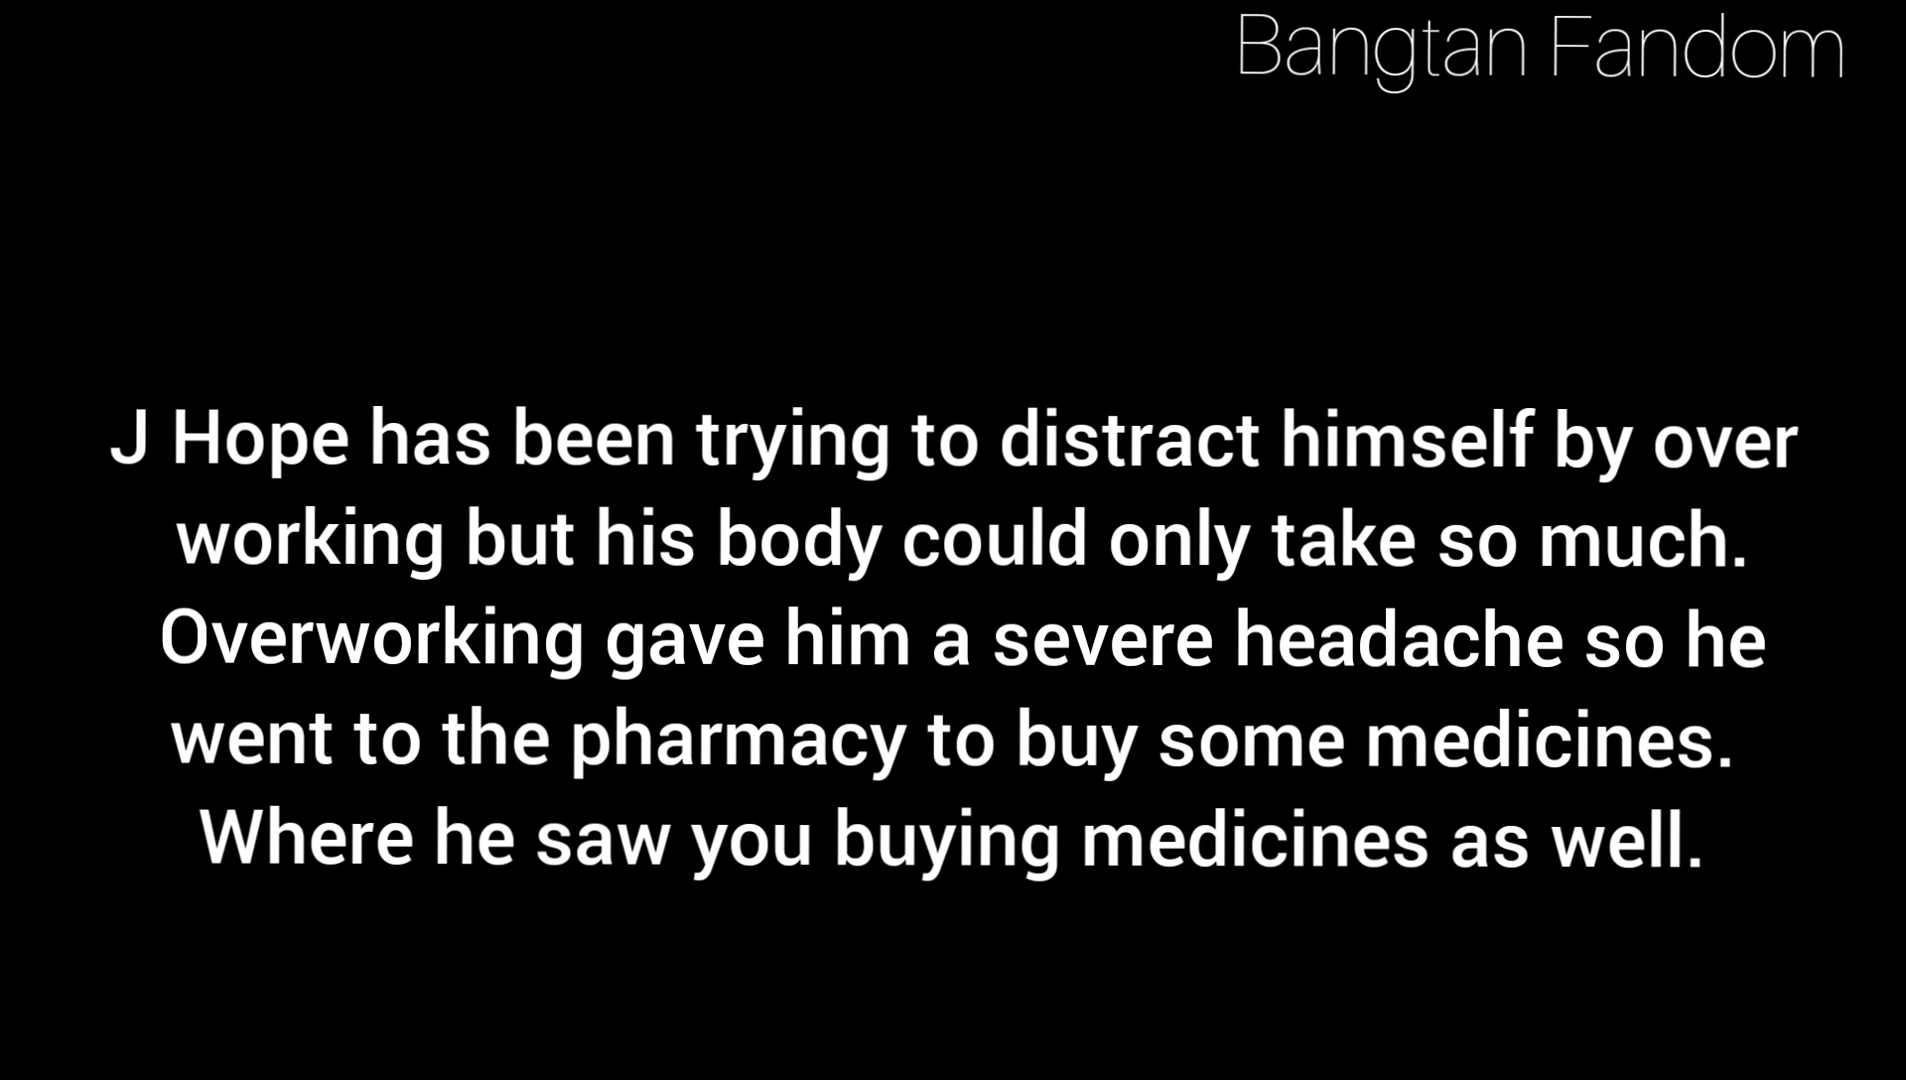 Bangtan Fandom
J Hope has been trying to distract himself by over
working but his body could only take so much.
Overworking gave him a severe headache so he
went to the pharmacy to buy some medicines.
Where he saw you buying medicines as well.